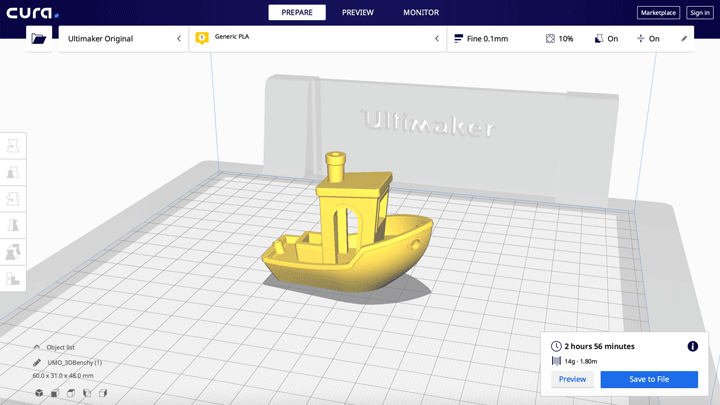 cura.
PREPARE
PREVIEW
MONITOR
Marketplace
Sign in
Ultimaker Original
Generic PLA
Fine 0.1mm
10%
On
On
Ultimaker
Object list
UMO_3DBenchy (1)
60.0 x 31.0 x 48.0 mm
2 hours 56 minutes
14g · 1.80m
Preview
Save to File